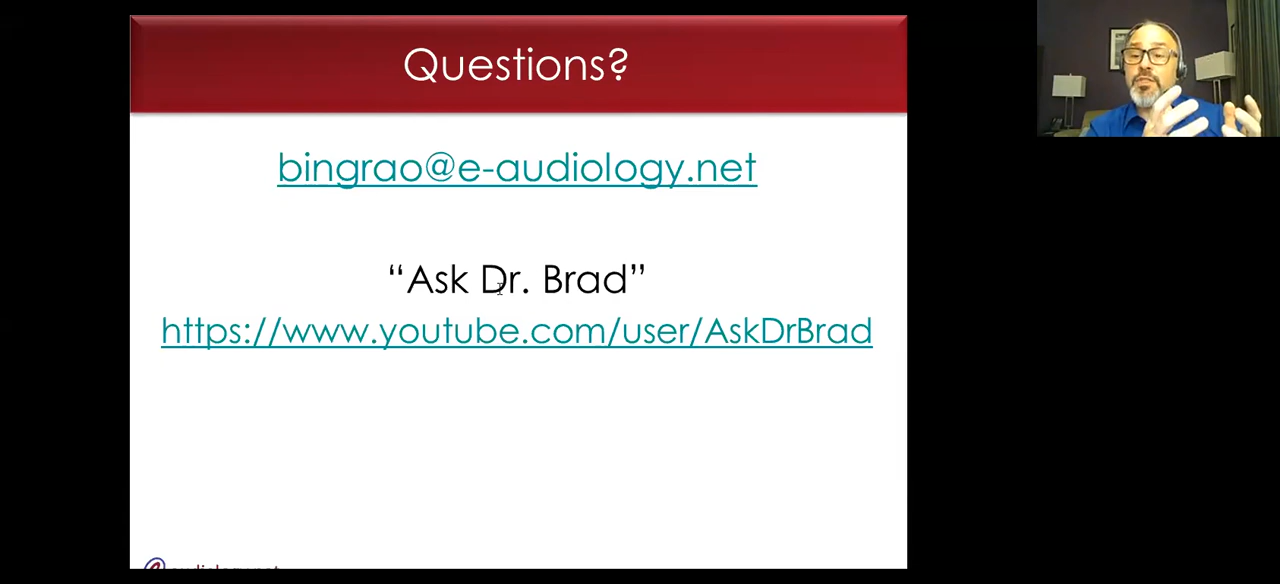 Questions?
bingrao@e-audiology.net
“Ask Dr. Brad”
https://www.youtube.com/user/AskDrBrad